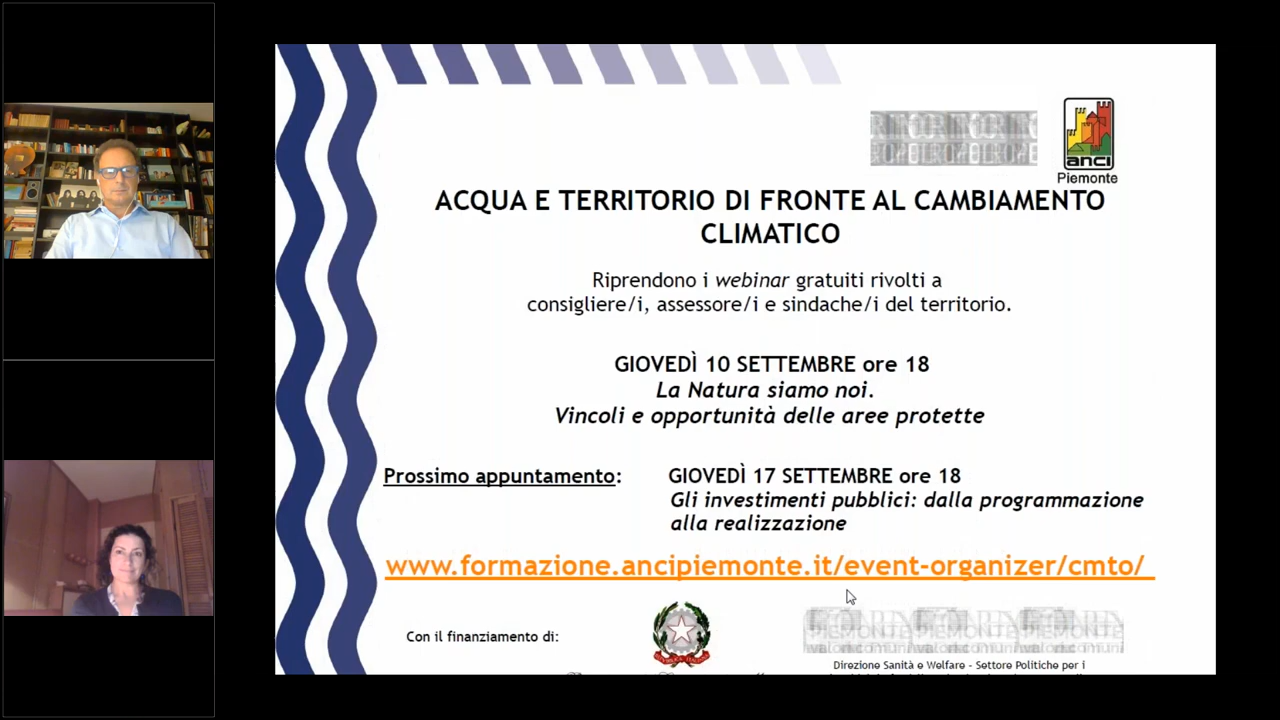 anci
Piemonte
ACQUA E TERRITORIO DI FRONTE AL CAMBIAMENTO
CLIMATICO
Riprendono i webinar gratuiti rivolti a
consigliere/i, assessore/i e sindache/i del territorio.
GIOVEDÌ 10 SETTEMBRE ore 18
La Natura siamo noi.
Vincoli e opportunità delle aree protette
Prossimo appuntamento: GIOVEDÌ 17 SETTEMBRE ore 18
Gli investimenti pubblici: dalla programmazione
alla realizzazione
www.formazione.ancipiemonte.it/event-organizer/cmto/
Con il finanziamento di:
Direzione Sanità e Welfare - Settore Politiche per i